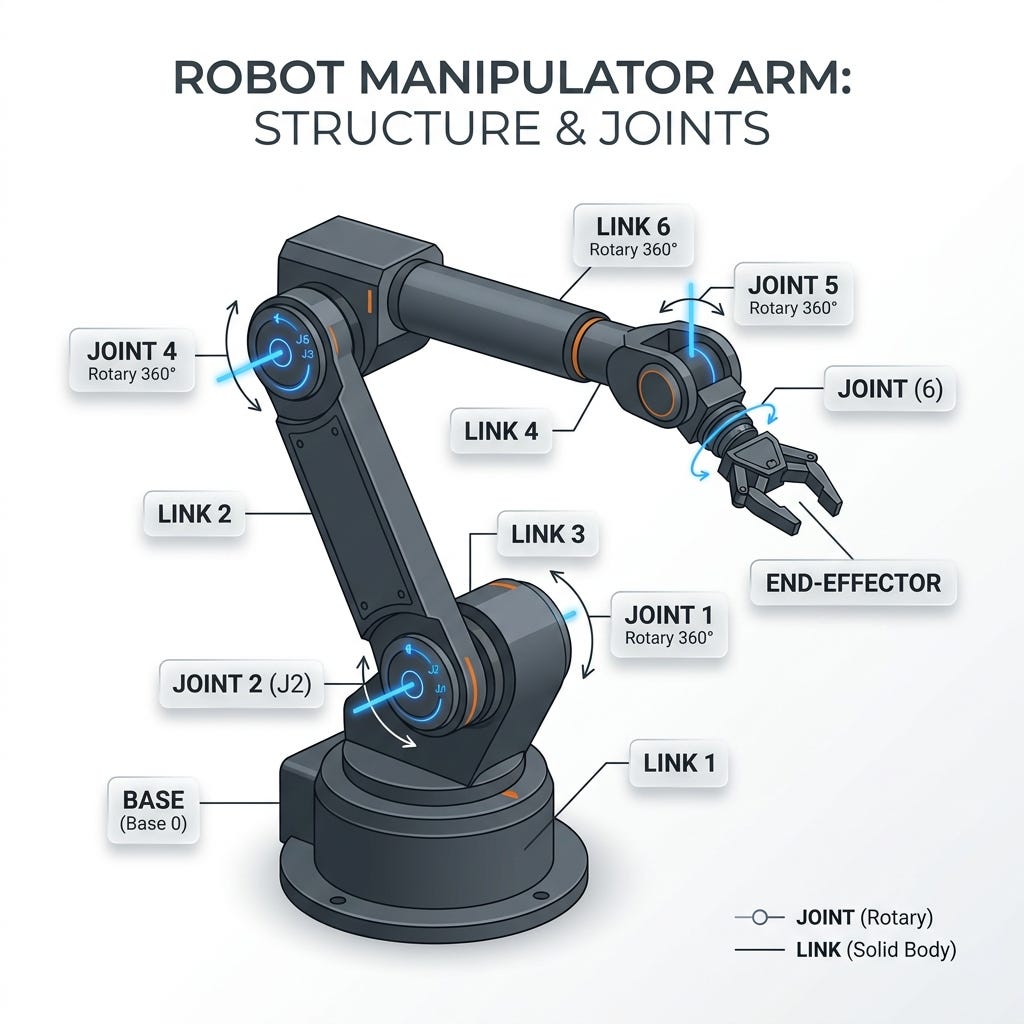 ROBOT MANIPULATOR ARM:
STRUCTURE & JOINTS
LINK 6
Rotary 360°
JOINT 5
Rotary 360°
JOINT 4
Rotary 360°
J3
JOINT (6)
LINK 4
LINK 2
LINK 3
END-EFFECTOR
JOINT 1
Rotary 360°
JOINT 2 (J2)
J2
LINK 1
BASE
(Base 0)
JOINT (Rotary)
LINK (Solid Body)